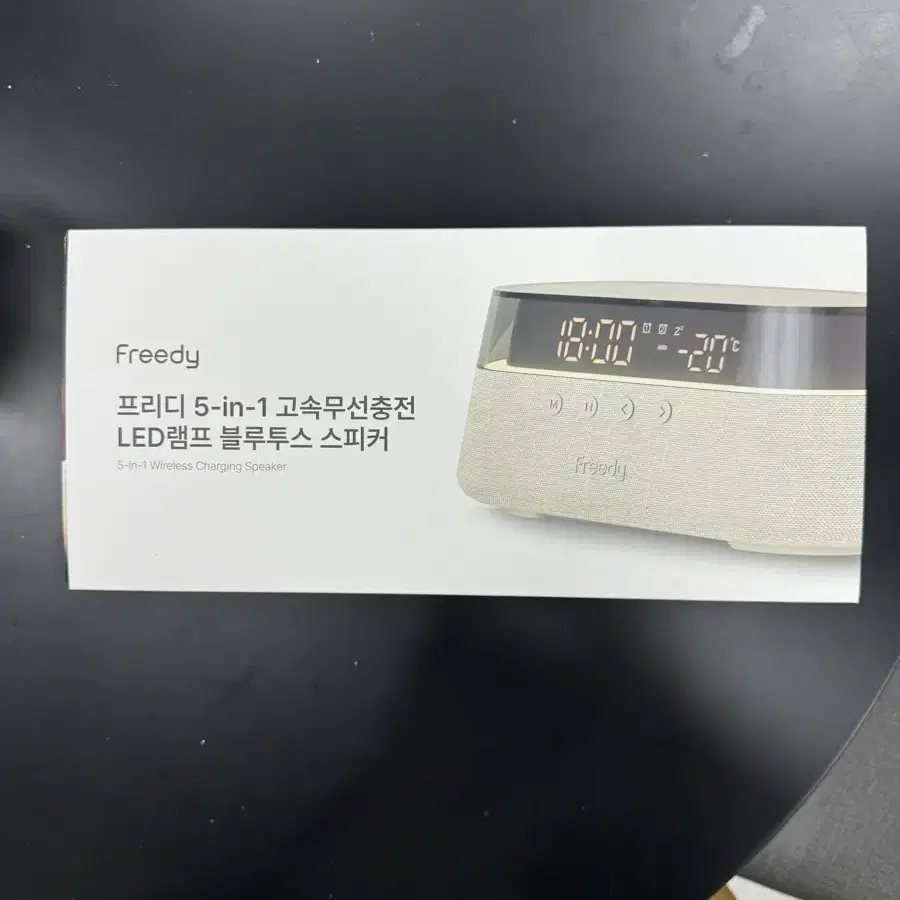 Freedy
프리디 5-in-1 고속무선충전
LED램프 블루투스 스피커
5-in-1 Wireless Charging Speaker
18:00 Zz -20°C
M
Freedy